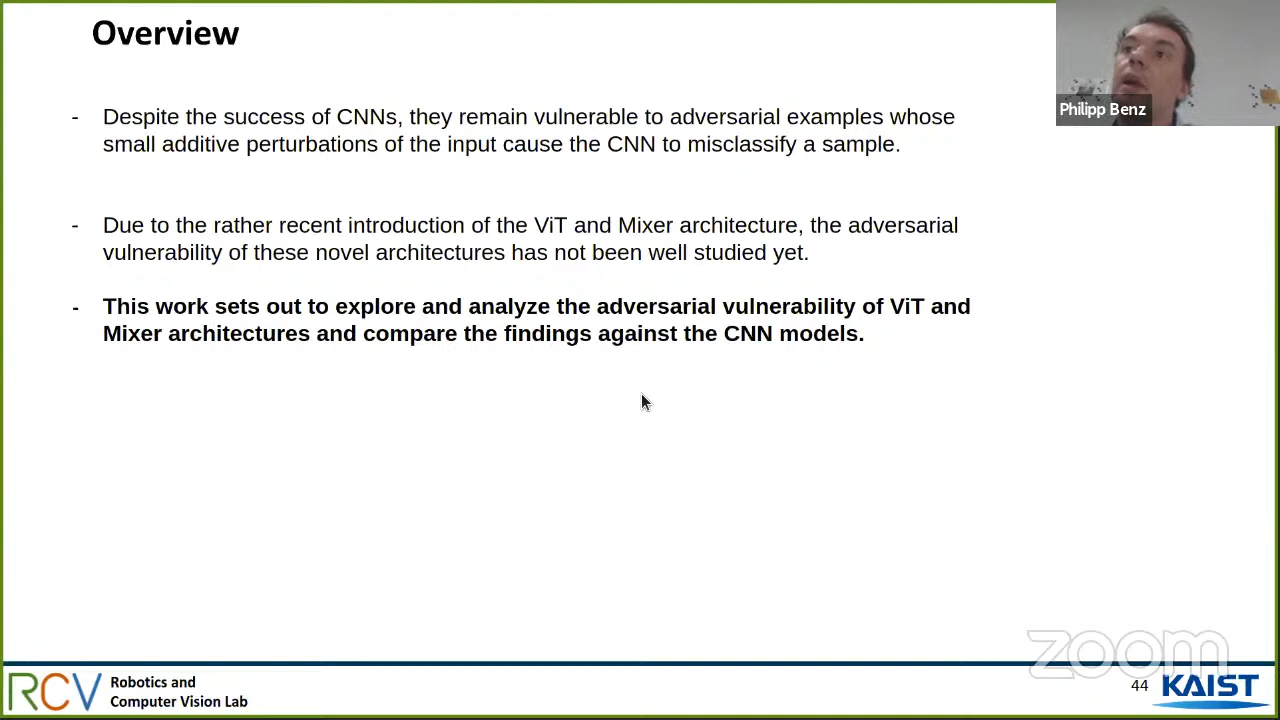 Overview
Philipp Benz
- Despite the success of CNNs, they remain vulnerable to adversarial examples whose
small additive perturbations of the input cause the CNN to misclassify a sample.
- Due to the rather recent introduction of the ViT and Mixer architecture, the adversarial
vulnerability of these novel architectures has not been well studied yet.
- This work sets out to explore and analyze the adversarial vulnerability of ViT and
Mixer architectures and compare the findings against the CNN models.
zoom
RCV
Robotics and
Computer Vision Lab
44
KAIST